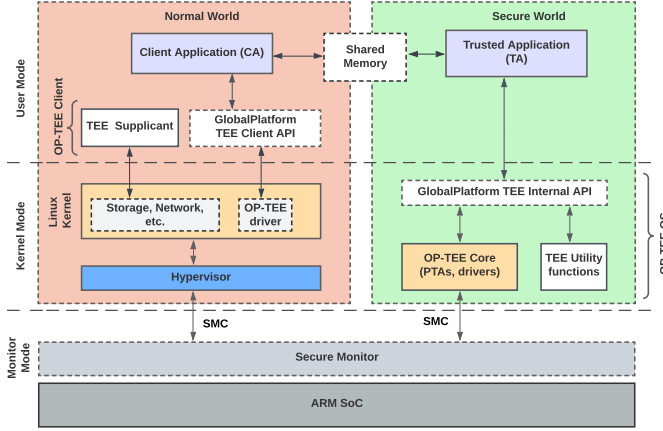 Normal World
Secure World
User Mode
Client Application (CA)
Shared
Memory
Trusted Application
(TA)
OP-TEE Client
TEE Supplicant
GlobalPlatform
TEE Client API
Kernel Mode
Linux
Kernel
Storage, Network,
etc.
OP-TEE
driver
GlobalPlatform TEE Internal API
OP-TEE Core
(PTAs, drivers)
TEE Utility
functions
Hypervisor
SMC
SMC
Monitor
Mode
Secure Monitor
ARM SoC